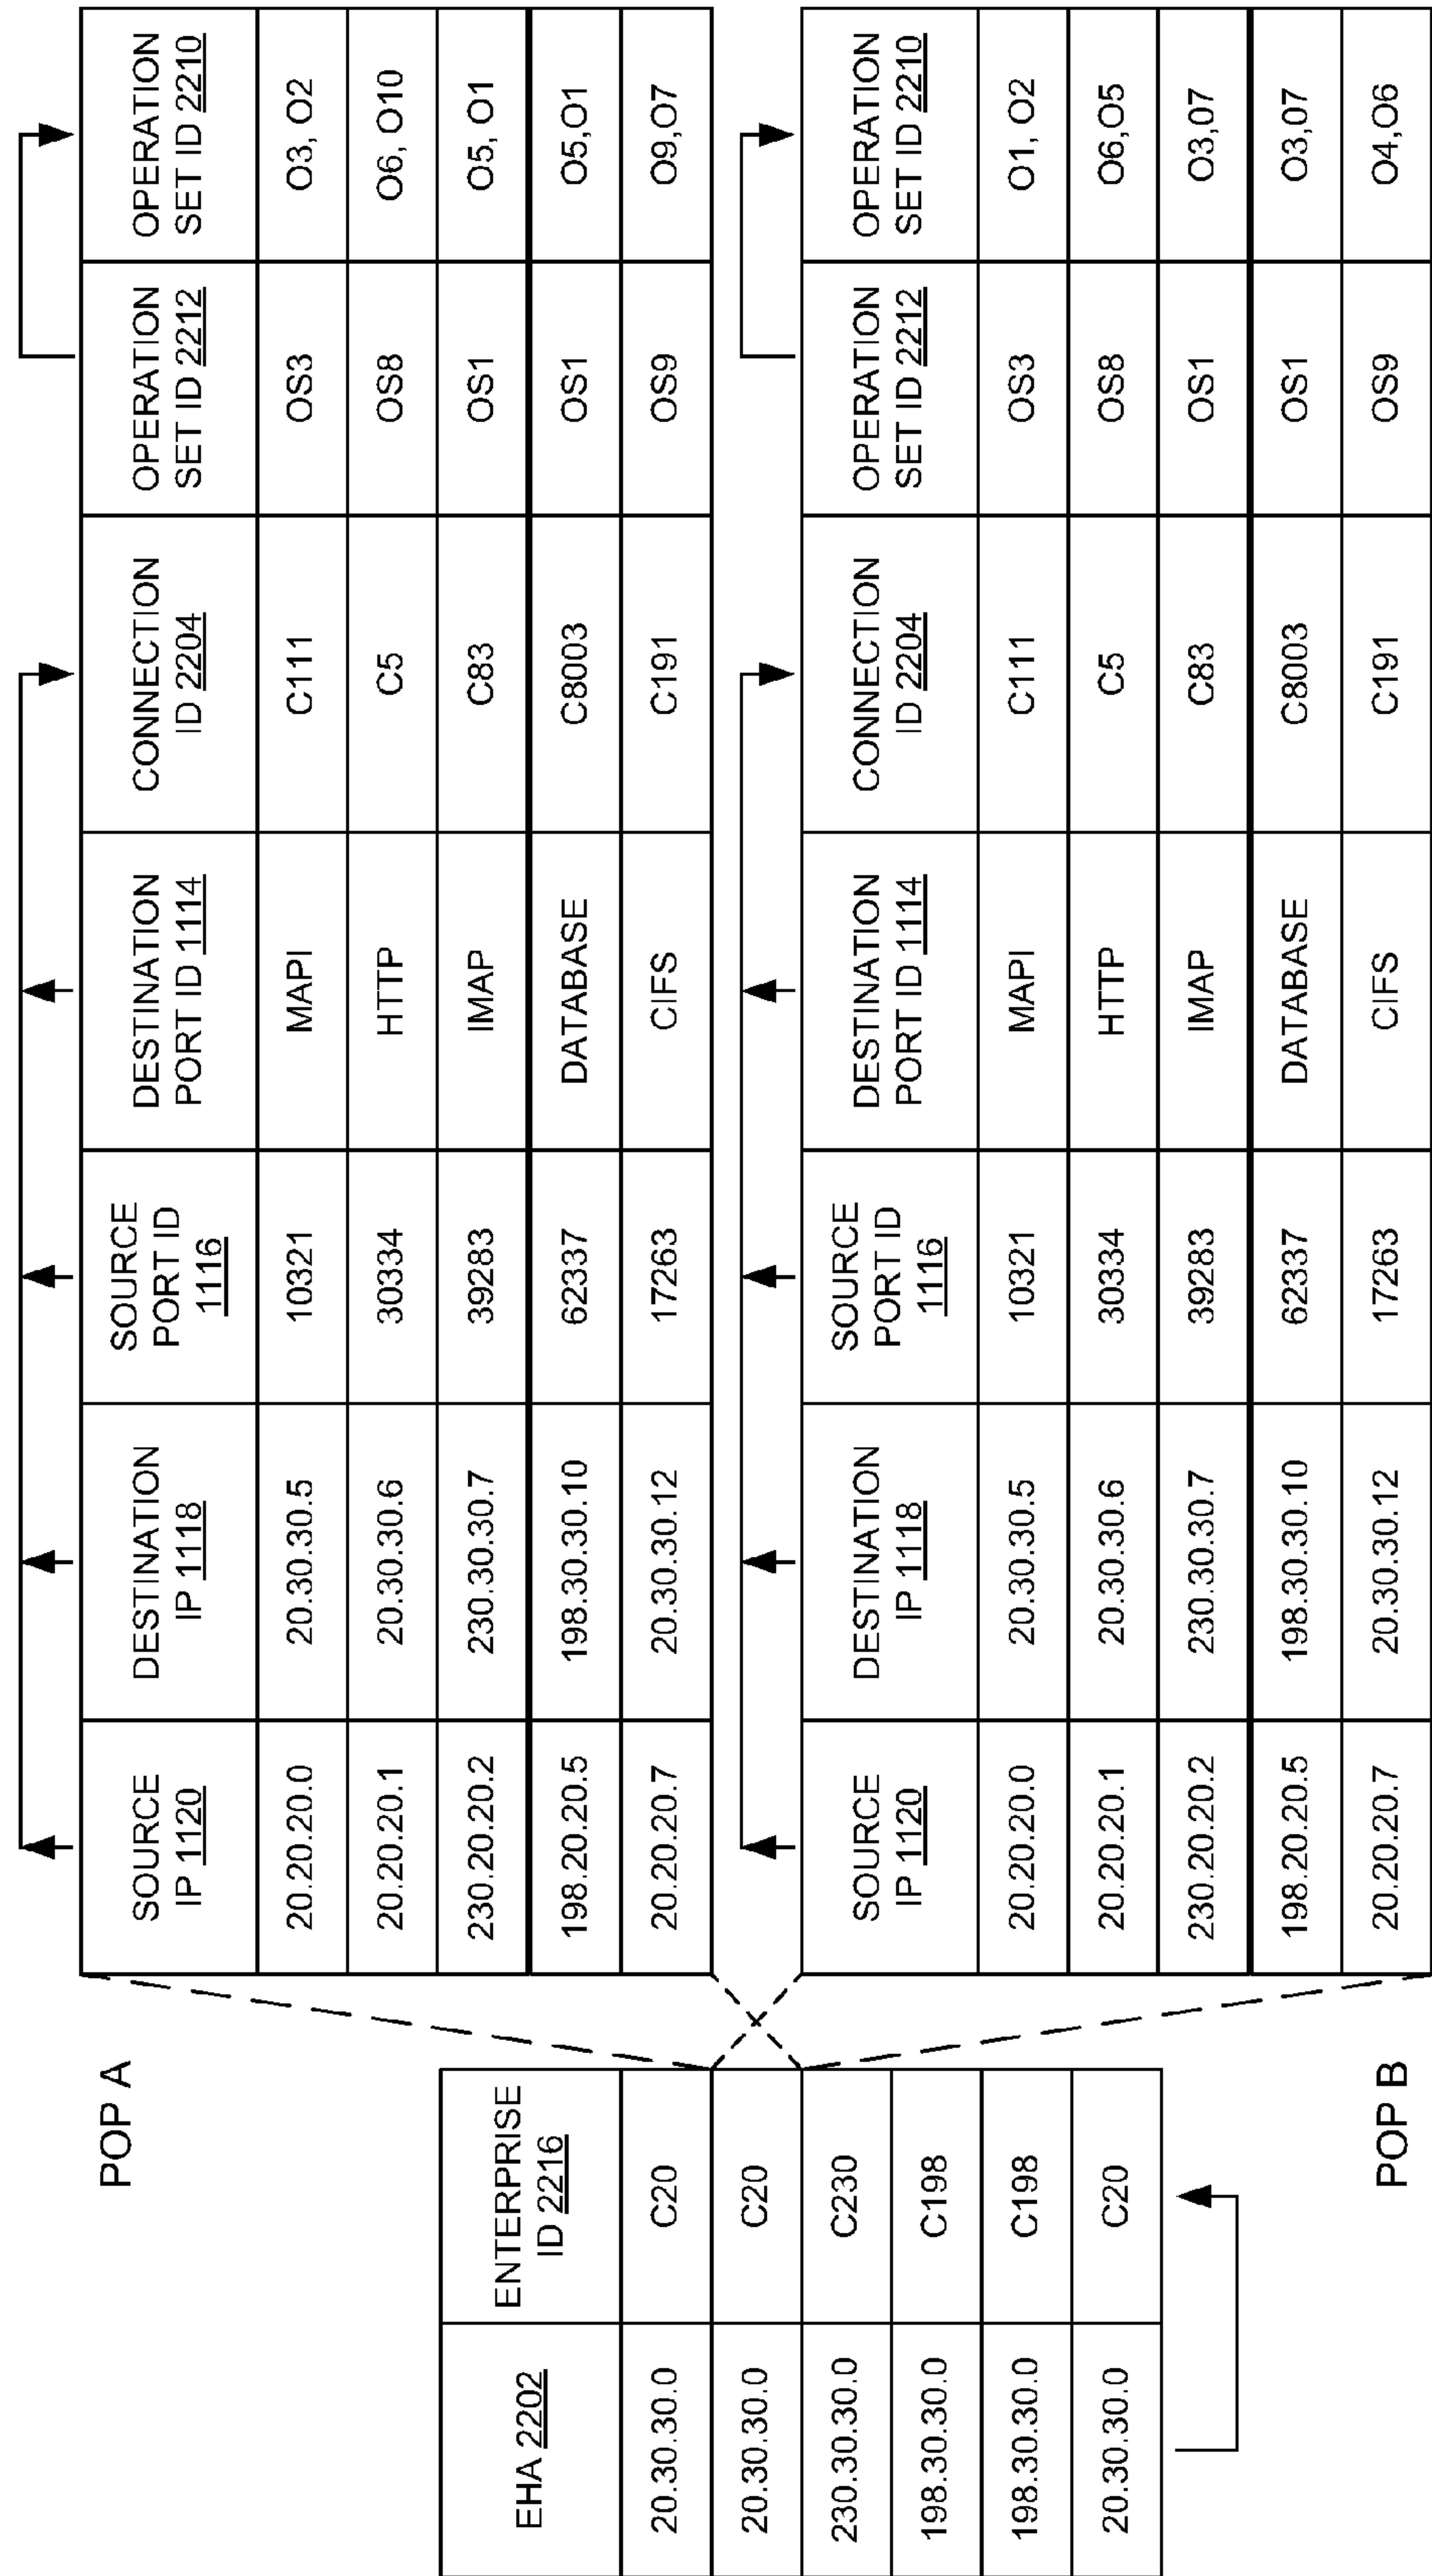 POP A
SOURCE
IP 1120
DESTINATION
IP 1118
SOURCE
PORT ID
1116
DESTINATION
PORT ID 1114
CONNECTION
ID 2204
OPERATION
SET ID 2212
OPERATION
SET ID 2210
20.20.20.0
20.30.30.5
10321
MAPI
C111
OS3
O3, O2
20.20.20.1
20.30.30.6
30334
HTTP
C5
OS8
O6, O10
230.20.20.2
230.30.30.7
39283
IMAP
C83
OS1
O5, O1
198.20.20.5
198.30.30.10
62337
DATABASE
C8003
OS1
O5,O1
20.20.20.7
20.30.30.12
17263
CIFS
C191
OS9
O9,O7
EHA 2202
ENTERPRISE
ID 2216
20.30.30.0
C20
20.30.30.0
C20
230.30.30.0
C230
198.30.30.0
C198
198.30.30.0
C198
20.30.30.0
C20
POP B
SOURCE
IP 1120
DESTINATION
IP 1118
SOURCE
PORT ID
1116
DESTINATION
PORT ID 1114
CONNECTION
ID 2204
OPERATION
SET ID 2212
OPERATION
SET ID 2210
20.20.20.0
20.30.30.5
10321
MAPI
C111
OS3
O1, O2
20.20.20.1
20.30.30.6
30334
HTTP
C5
OS8
O6,O5
230.20.20.2
230.30.30.7
39283
IMAP
C83
OS1
O3,07
198.20.20.5
198.30.30.10
62337
DATABASE
C8003
OS1
O3,07
20.20.20.7
20.30.30.12
17263
CIFS
C191
OS9
O4,O6